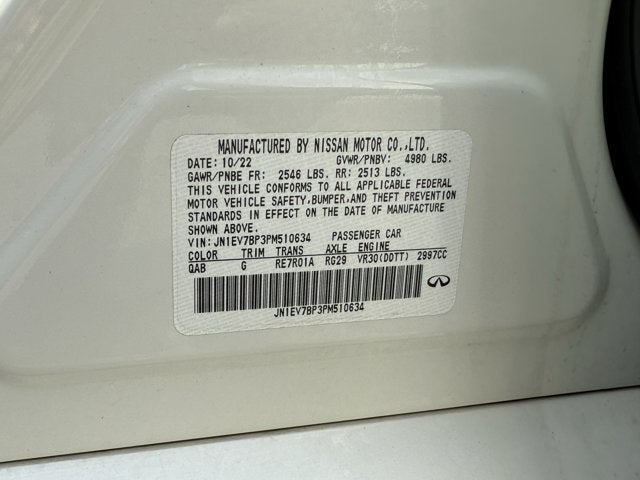 MANUFACTURED BY NISSAN MOTOR CO.,LTD.
DATE: 10/22 GVWR/PNBV: 4980 LBS.
GAWR/PNBE FR: 2546 LBS. RR: 2513 LBS.
THIS VEHICLE CONFORMS TO ALL APPLICABLE FEDERAL
MOTOR VEHICLE SAFETY,BUMPER,AND THEFT PREVENTION
STANDARDS IN EFFECT ON THE DATE OF MANUFACTURE
SHOWN ABOVE.
VIN: JN1EV7BP3PM510634 PASSENGER CAR
COLOR TRIM TRANS AXLE ENGINE
QAB G RE7R01A RG29 VR30(DDTT) 2997CC
JN1EV7BP3PM510634